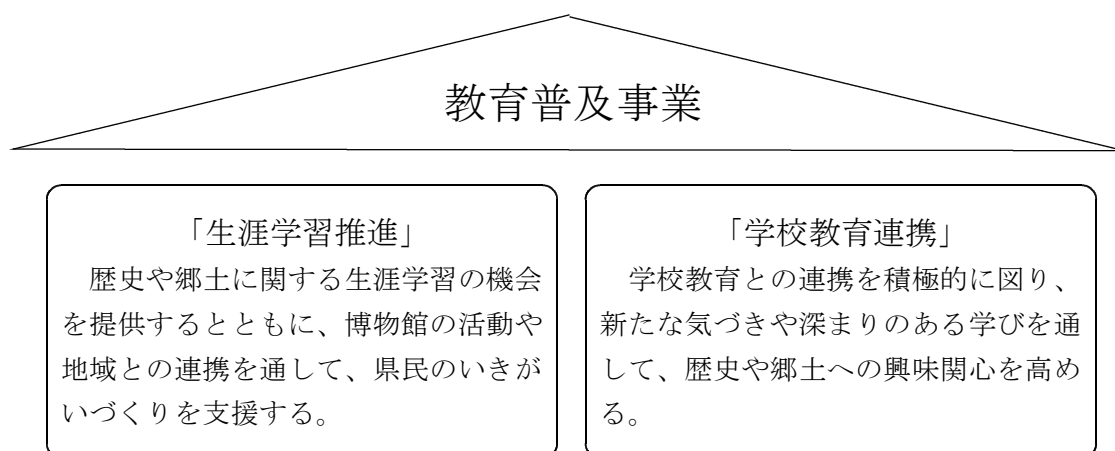 教育普及事業
「生涯学習推進」
歴史や郷土に関する生涯学習の機会
を提供するとともに、博物館の活動や
地域との連携を通して、県民のいきが
いづくりを支援する。
「学校教育連携」
学校教育との連携を積極的に図り、
新たな気づきや深まりのある学びを通
して、歴史や郷土への興味関心を高め
る。